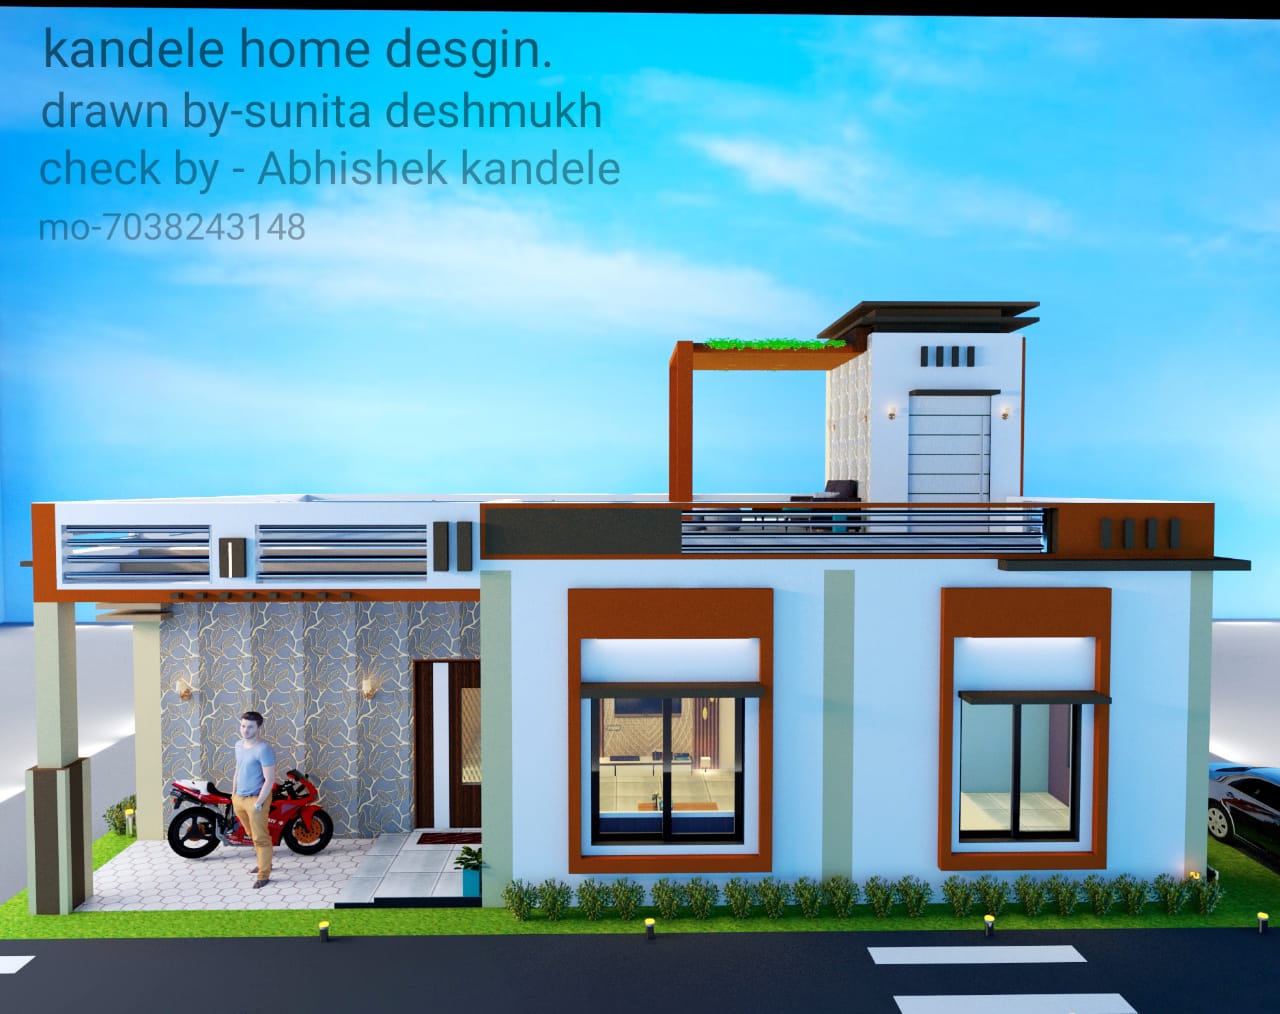 kandele home desgin.
drawn by-sunita deshmukh
check by - Abhishek kandele
mo-7038243148